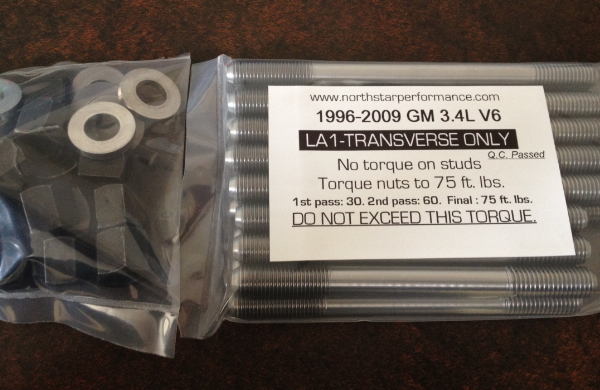 www.northstarperformance.com
1996-2009 GM 3.4L V6
LA1-TRANSVERSE ONLY
Q.C. Passed
No torque on studs
Torque nuts to 75 ft. lbs.
1st pass: 30. 2nd pass: 60. Final : 75 ft. lbs.
DO NOT EXCEED THIS TORQUE.